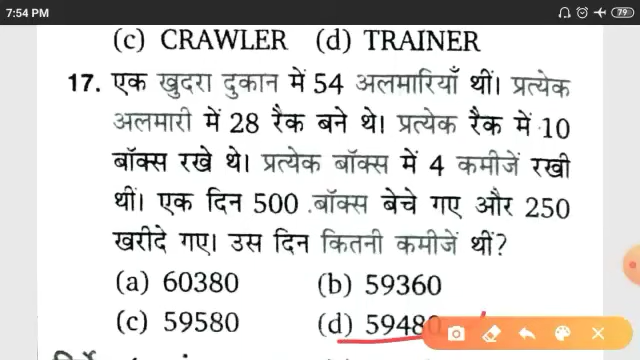 7:54 PM
79
(c) CRAWLER (d) TRAINER
17. एक खुदरा दुकान में 54 अलमारियाँ थीं। प्रत्येक
अलमारी में 28 रैक बने थे। प्रत्येक रैक में 10
बॉक्स रखे थे। प्रत्येक बॉक्स में 4 कमीजें रखी
थीं। एक दिन 500 बॉक्स बेचे गए और 250
खरीदे गए। उस दिन कितनी कमीजें थीं?
(a) 60380 (b) 59360
(c) 59580 (d) 59480